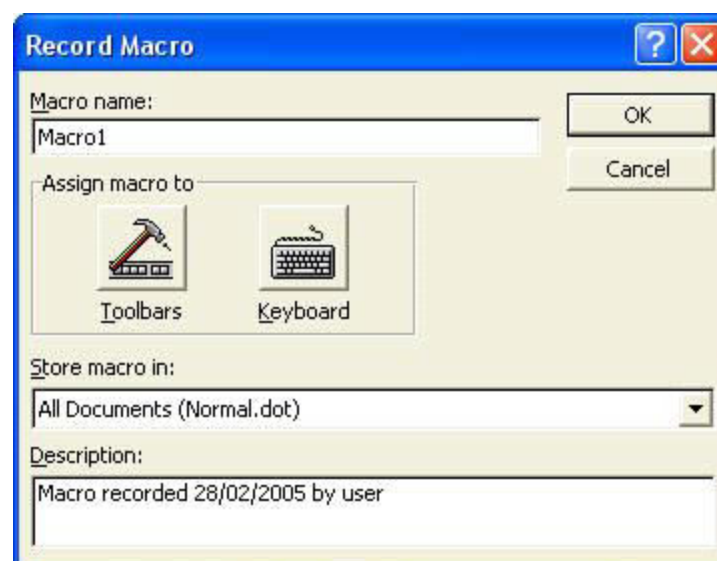 Record Macro
Macro name:
OK
Macro1
Cancel
Assign macro to
Toolbars Keyboard
Store macro in:
All Documents (Normal.dot)
Description:
Macro recorded 28/02/2005 by user